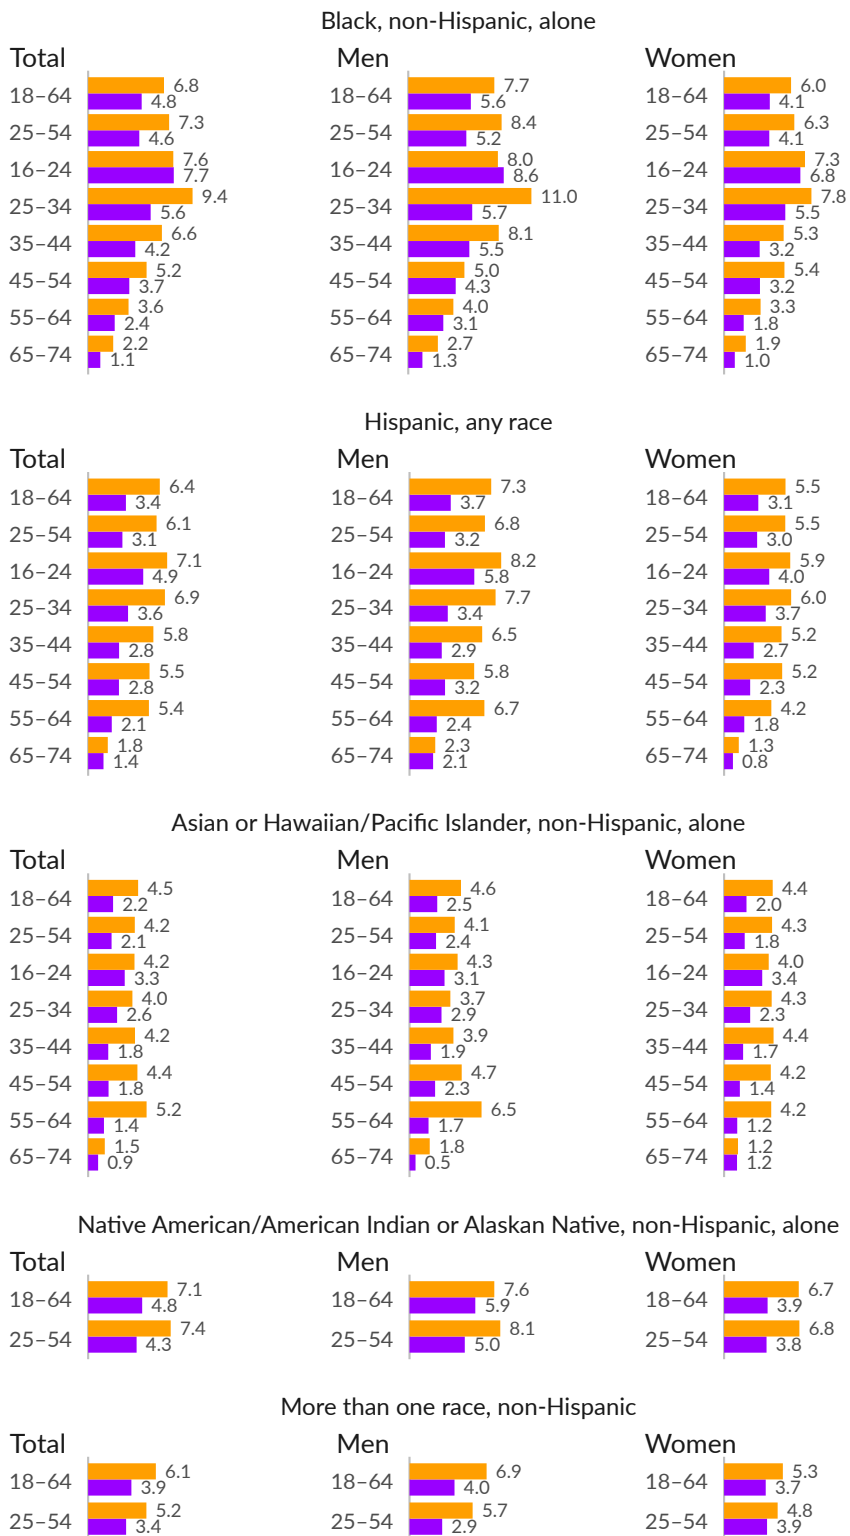 Black, non-Hispanic, alone
Total Men Women
6.8 7.7 6.0
18–64 18–64 18–64
4.8 5.6 4.1
7.3 8.4 6.3
25–54 25–54 25–54
4.6 5.2 4.1
7.6 8.0 7.3
16–24 16–24 16–24
7.7 8.6 6.8
9.4 11.0 7.8
25–34 25–34 25–34
5.6 5.7 5.5
6.6 8.1 5.3
35–44 35–44 35–44
4.2 5.5 3.2
5.2 5.0 5.4
45–54 45–54 45–54
3.7 4.3 3.2
3.6 4.0 3.3
55–64 55–64 55–64
2.4 3.1 1.8
2.2 2.7 1.9
65–74 65–74 65–74
1.1 1.3 1.0
Hispanic, any race
Total Men Women
6.4 7.3 5.5
18–64 18–64 18–64
3.4 3.7 3.1
6.1 6.8 5.5
25–54 25–54 25–54
3.1 3.2 3.0
7.1 8.2 5.9
16–24 16–24 16–24
4.9 5.8 4.0
6.9 7.7 6.0
25–34 25–34 25–34
3.6 3.4 3.7
5.8 6.5 5.2
35–44 35–44 35–44
2.8 2.9 2.7
5.5 5.8 5.2
45–54 45–54 45–54
2.8 3.2 2.3
5.4 6.7 4.2
55–64 55–64 55–64
2.1 2.4 1.8
1.8 2.3 1.3
65–74 65–74 65–74
1.4 2.1 0.8
Asian or Hawaiian/Pacific Islander, non-Hispanic, alone
Total Men Women
4.5 4.6 4.4
18–64 18–64 18–64
2.2 2.5 2.0
4.2 4.1 4.3
25–54 25–54 25–54
2.1 2.4 1.8
4.2 4.3 4.0
16–24 16–24 16–24
3.3 3.1 3.4
4.0 3.7 4.3
25–34 25–34 25–34
2.6 2.9 2.3
4.2 3.9 4.4
35–44 35–44 35–44
1.8 1.9 1.7
4.4 4.7 4.2
45–54 45–54 45–54
1.8 2.3 1.4
5.2 6.5 4.2
55–64 55–64 55–64
1.4 1.7 1.2
1.5 1.8 1.2
65–74 65–74 65–74
0.9 0.5 1.2
Native American/American Indian or Alaskan Native, non-Hispanic, alone
Total Men Women
7.1 7.6 6.7
18–64 18–64 18–64
4.8 5.9 3.9
7.4 8.1 6.8
25–54 25–54 25–54
4.3 5.0 3.8
More than one race, non-Hispanic
Total Men Women
6.1 6.9 5.3
18–64 18–64 18–64
3.9 4.0 3.7
5.2 5.7 4.8
25–54 25–54 25–54
3.4 2.9 3.9